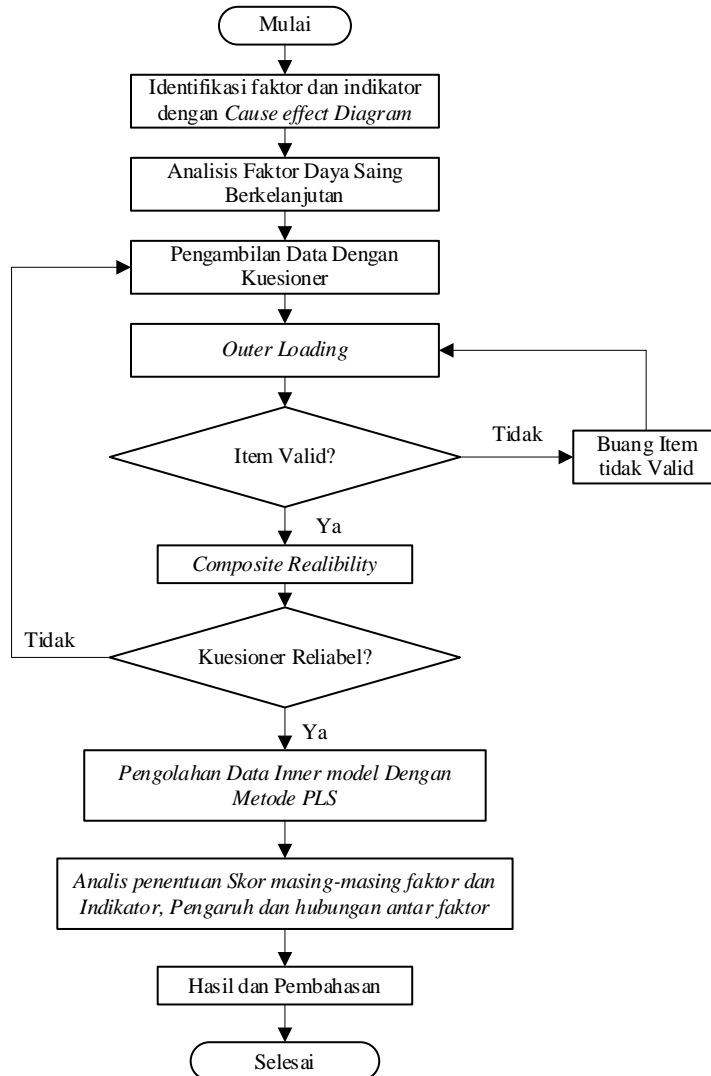 Mulai
Identifikasi faktor dan indikator
dengan Cause effect Diagram
Analisis Faktor Daya Saing
Berkelanjutan
Pengambilan Data Dengan
Kuesioner
Outer Loading
Item Valid?
Tidak
Buang Item
tidak Valid
Ya
Composite Realibility
Tidak
Kuesioner Reliabel?
Ya
Pengolahan Data Inner model Dengan
Metode PLS
Analis penentuan Skor masing-masing faktor dan
Indikator, Pengaruh dan hubungan antar faktor
Hasil dan Pembahasan
Selesai